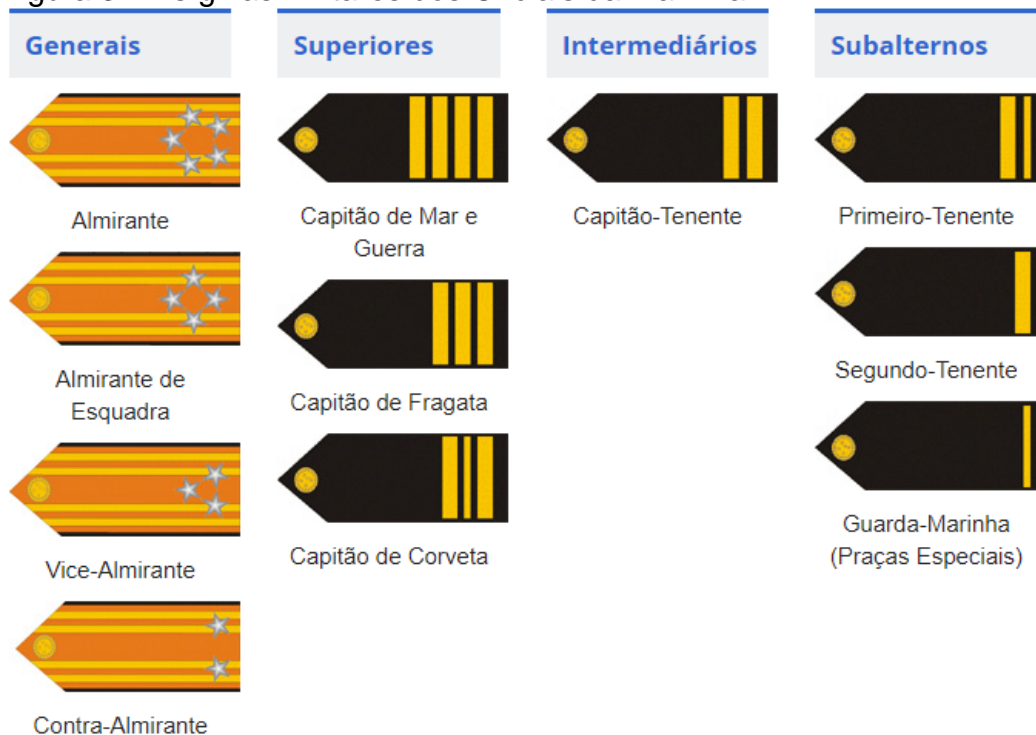 Generais
Superiores
Intermediários
Subalternos
Almirante
Capitão de Mar e
Guerra
Capitão-Tenente
Primeiro-Tenente
Almirante de
Esquadra
Capitão de Fragata
Segundo-Tenente
Vice-Almirante
Capitão de Corveta
Guarda-Marinha
(Praças Especiais)
Contra-Almirante